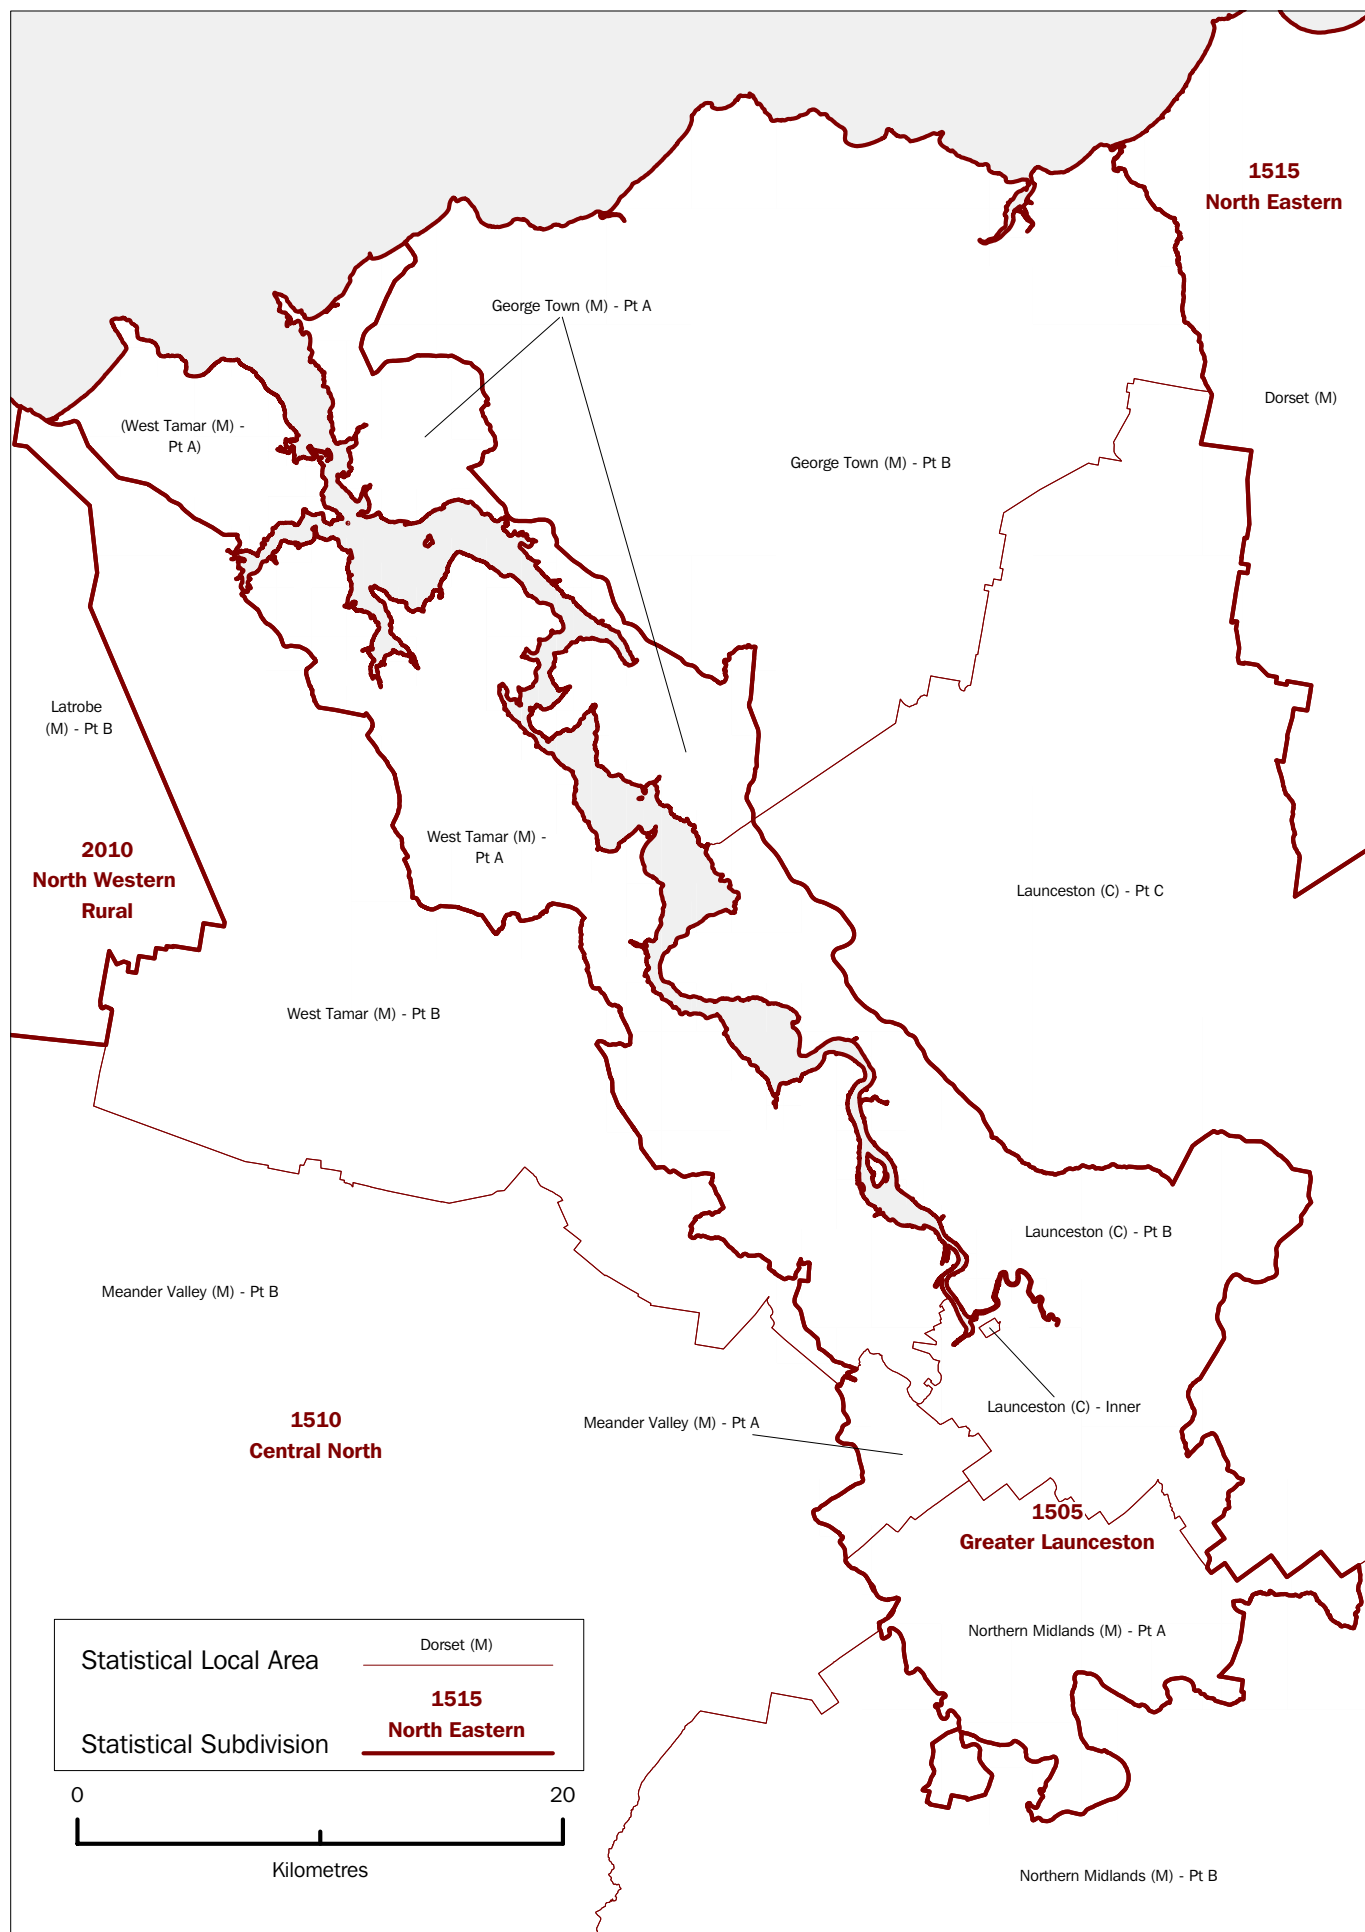 1515
North Eastern
George Town (M) - Pt A
Dorset (M)
(West Tamar (M) -
Pt A)
George Town (M) - Pt B
Latrobe
(M) - Pt B
West Tamar (M) -
Pt A
2010
North Western
Rural
Launceston (C) - Pt C
West Tamar (M) - Pt B
Launceston (C) - Pt B
Meander Valley (M) - Pt B
Launceston (C) - Inner
1510
Central North
Meander Valley (M) - Pt A
1505
Greater Launceston
Northern Midlands (M) - Pt A
Statistical Local Area
Dorset (M)
1515
North Eastern
Statistical Subdivision
0
20
Kilometres
Northern Midlands (M) - Pt B